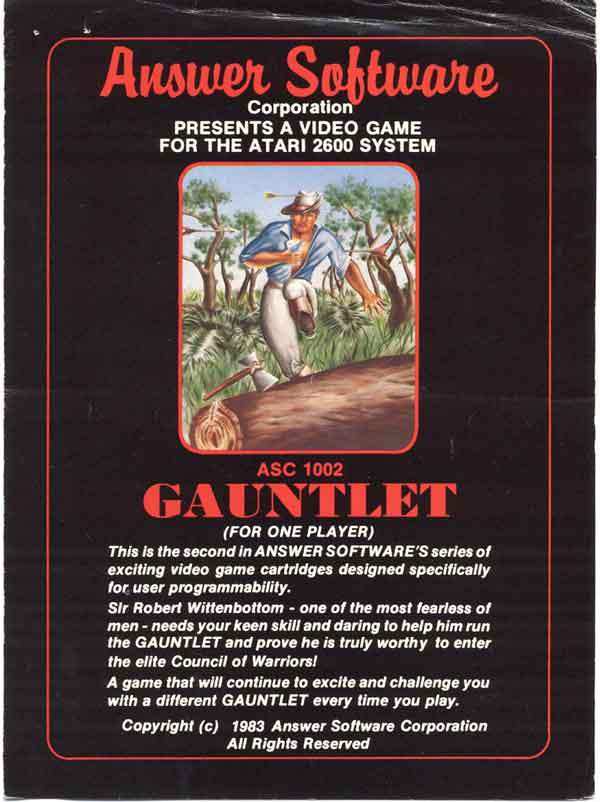 Answer Software
Corporation
PRESENTS A VIDEO GAME
FOR THE ATARI 2600 SYSTEM
ASC 1002
GAUNTLET
(FOR ONE PLAYER)
This is the second in ANSWER SOFTWARE'S series of
exciting video game cartridges designed specifically
for user programmability.
Sir Robert Wittenbottom - one of the most fearless of
men - needs your keen skill and daring to help him run
the GAUNTLET and prove he is truly worthy to enter
the elite Council of Warriors!
A game that will continue to excite and challenge you
with a different GAUNTLET every time you play.
Copyright (c) 1983 Answer Software Corporation
All Rights Reserved